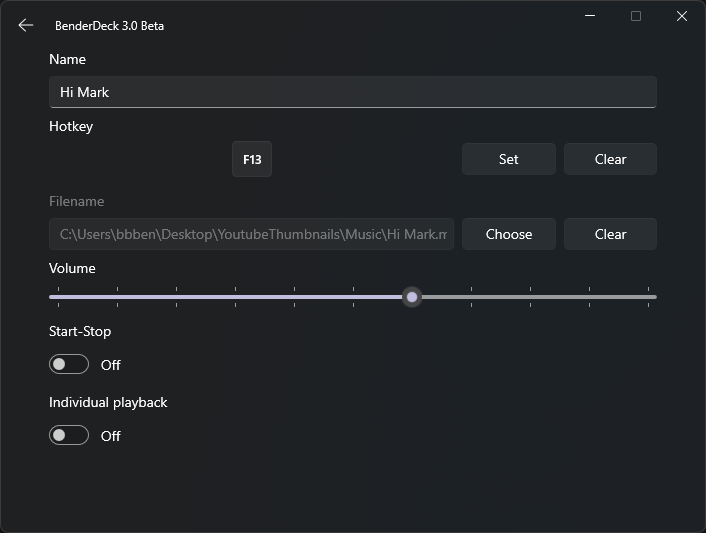 BenderDeck 3.0 Beta
Name
Hi Mark
Hotkey
F13 Set Clear
Filename
C:\Users\bbben\Desktop\YoutubeThumbnails\Music\Hi Mark.m Choose Clear
Volume
Start-Stop
Off
Individual playback
Off